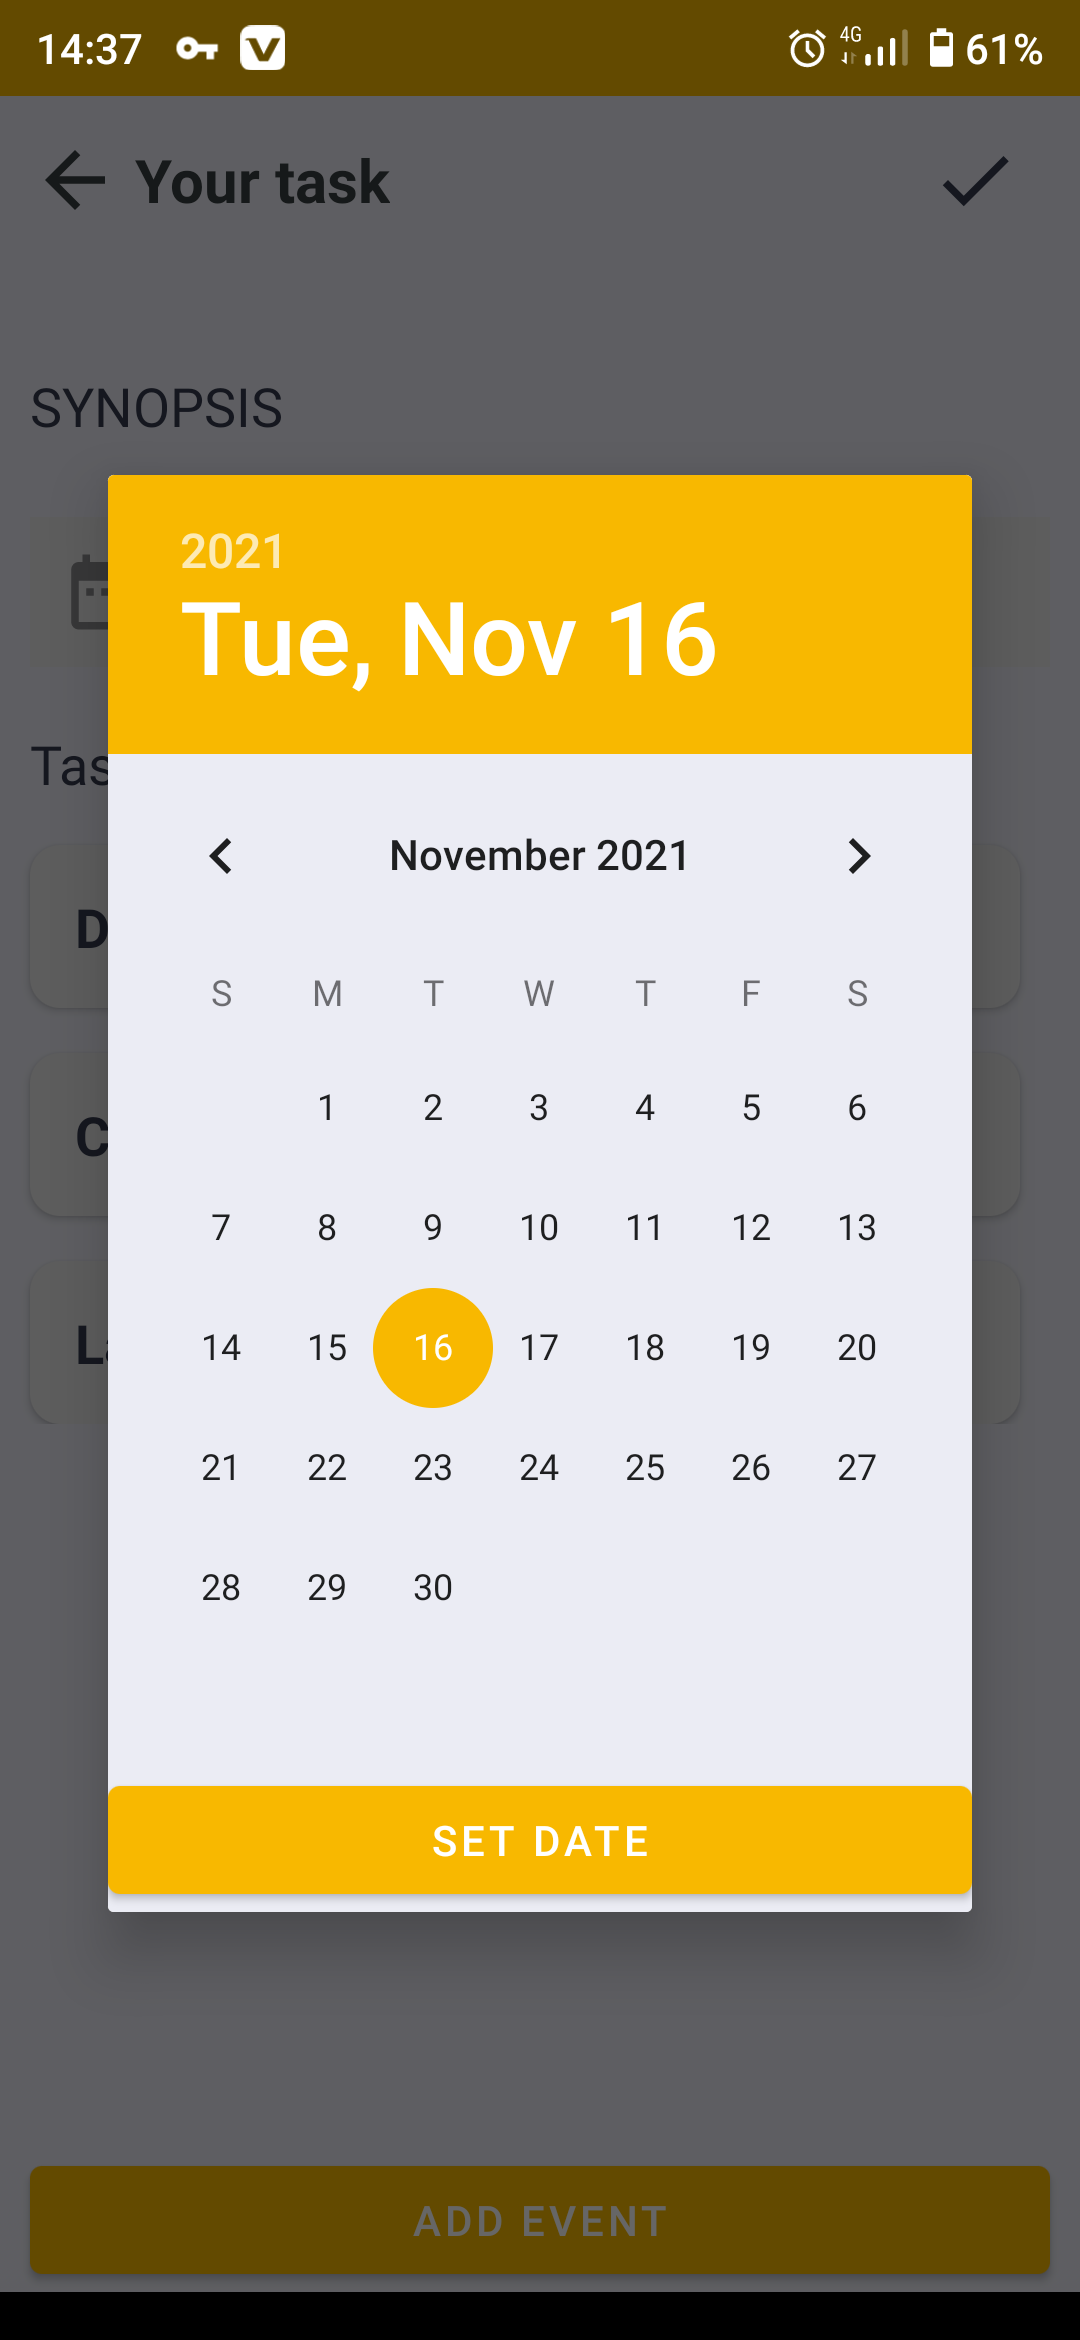 14:37 4G 61%
Your task
SYNOPSIS
2021
Tue, Nov 16
November 2021
S M T W T F S
1 2 3 4 5 6
7 8 9 10 11 12 13
14 15 16 17 18 19 20
21 22 23 24 25 26 27
28 29 30
SET DATE
ADD EVENT